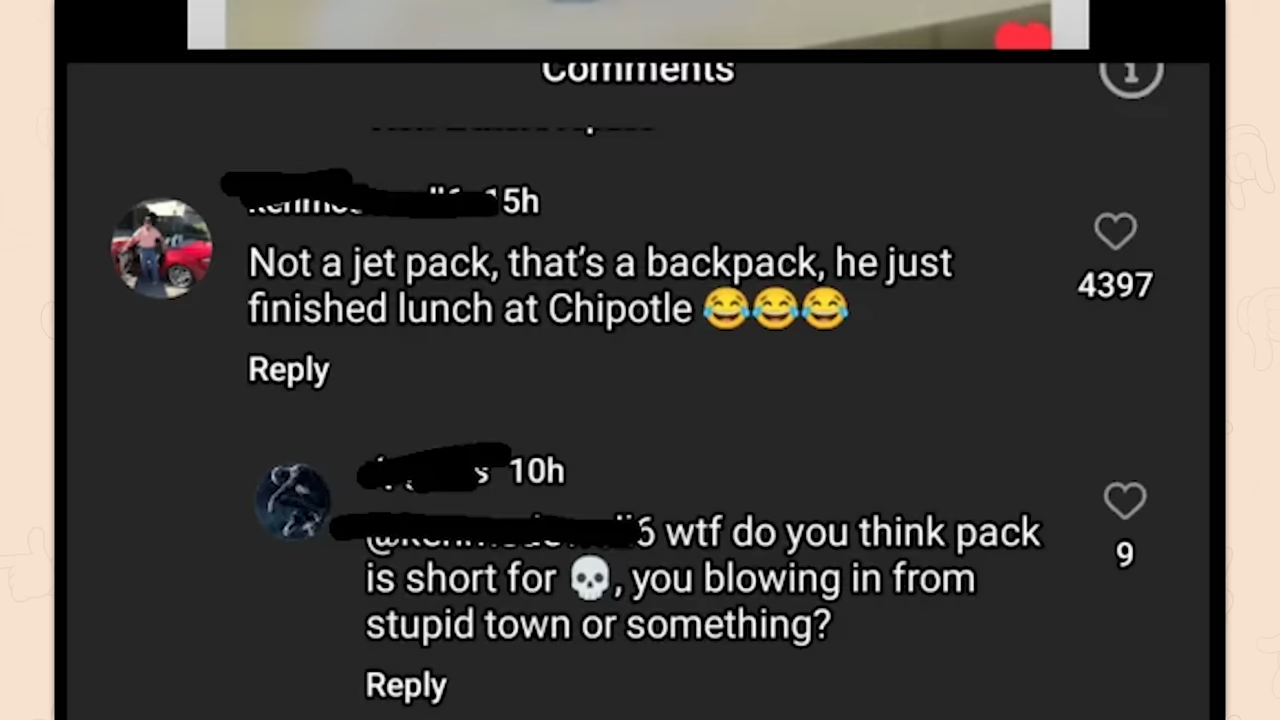 Comments
15h
Not a jet pack, that's a backpack, he just
finished lunch at Chipotle 😂😂😂
4397
Reply
s 10h
6 wtf do you think pack
is short for 💀, you blowing in from
stupid town or something?
9
Reply